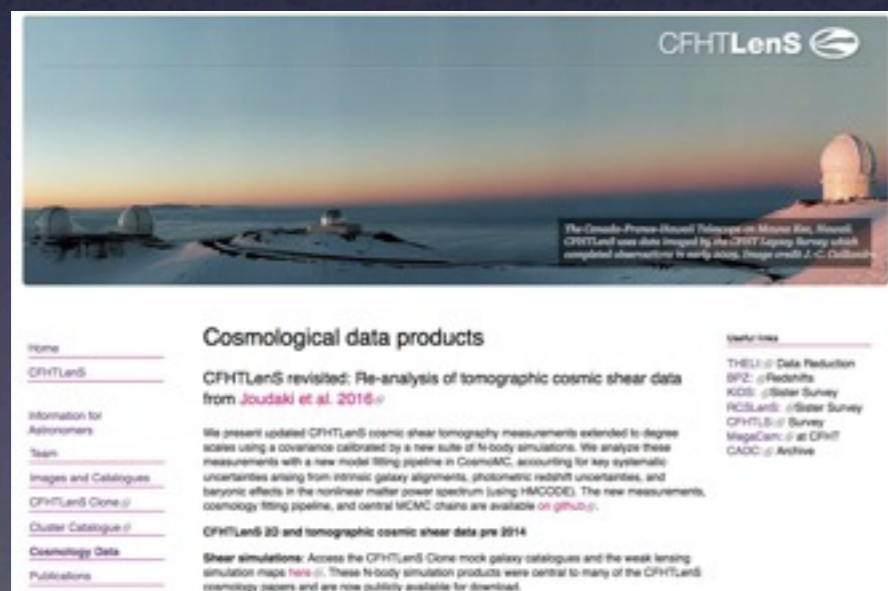 CFHTLenS
The Canada-France-Hawaii Telescope on Mauna Kea, Hawaii.
CFHTLenS uses data imaged by the CFHT Legacy Survey which
completed observations in early 2009. Image credit J.-C. Cuillandre
Home
CFHTLenS
Information for
Astronomers
Team
Images and Catalogues
CFHTLenS Clone
Cluster Catalogue
Cosmology Data
Publications
Cosmological data products
CFHTLenS revisited: Re-analysis of tomographic cosmic shear data
from Joudaki et al. 2016
We present updated CFHTLenS cosmic shear tomography measurements extended to degree
scales using a covariance calibrated by a new suite of N-body simulations. We analyze these
measurements with a new model fitting pipeline in CosmoMC, accounting for key systematic
uncertainties arising from intrinsic galaxy alignments, photometric redshift uncertainties, and
baryonic effects in the nonlinear matter power spectrum (using HMCODE). The new measurements,
cosmology fitting pipeline, and central MCMC chains are available on github.
CFHTLenS 2D and tomographic cosmic shear data pre 2014
Shear simulations: Access the CFHTLenS Clone mock galaxy catalogues and the weak lensing
simulation maps here. These N-body simulation products were central to many of the CFHTLenS
cosmology papers and are now publicly available for download.
Useful links
THELI: Data Reduction
BPZ: Redshifts
KiDS: Sister Survey
RCSLenS: Sister Survey
CFHTLS: Survey
MegaCam: at CFHT
CADC: Archive